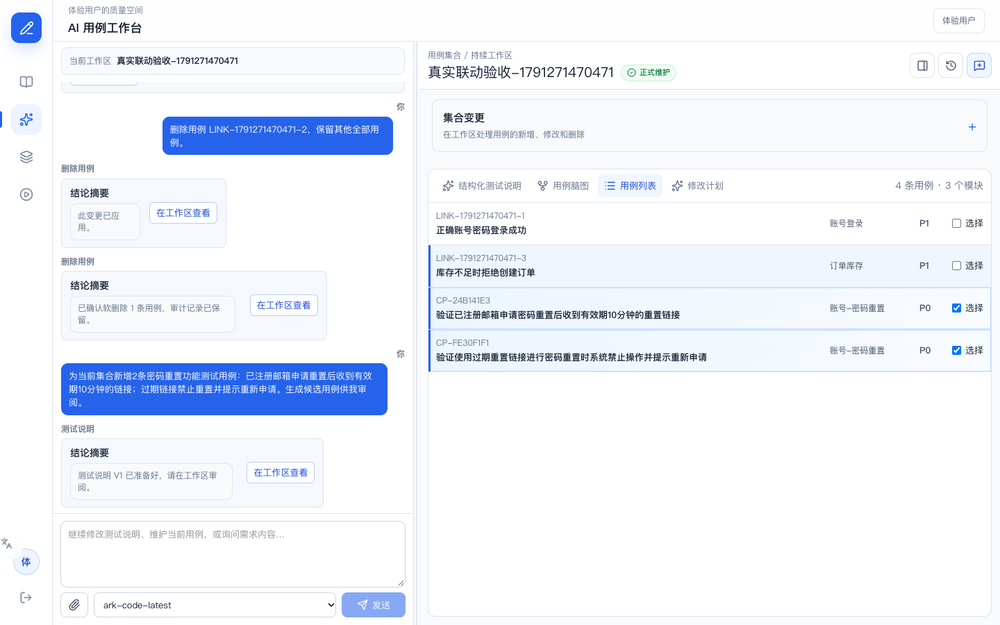 体验用户的质量空间
AI 用例工作台
体验用户
当前工作区 真实联动验收-1791271470471
你
删除用例 LINK-1791271470471-2，保留其他全部用
例。
删除用例
结论摘要
此变更已应
用。
在工作区查看
删除用例
结论摘要
已确认软删除 1 条用例，审计记录已保
留。
在工作区查看
你
为当前集合新增2条密码重置功能测试用例：已注册邮箱申请重置后收到有效
期10分钟的链接；过期链接禁止重置并提示重新申请。生成候选用例供我审
阅。
测试说明
结论摘要
测试说明 V1 已准备好，请在工作区审
阅。
在工作区查看
继续修改测试说明、维护当前用例，或询问需求内容...
ark-code-latest
发送
体
用例集合 / 持续工作区
真实联动验收-1791271470471
正式维护
集合变更
在工作区处理用例的新增、修改和删除
结构化测试说明 用例脑图 用例列表 修改计划 4 条用例 · 3 个模块
LINK-1791271470471-1
正确账号密码登录成功
账号登录 P1 选择
LINK-1791271470471-3
库存不足时拒绝创建订单
订单库存 P1 选择
CP-24B141E3
验证已注册邮箱申请密码重置后收到有效期10分钟的重置链接
账号-密码重置 P0 选择
CP-FE30F1F1
验证使用过期重置链接进行密码重置时系统禁止操作并提示重新申请
账号-密码重置 P0 选择